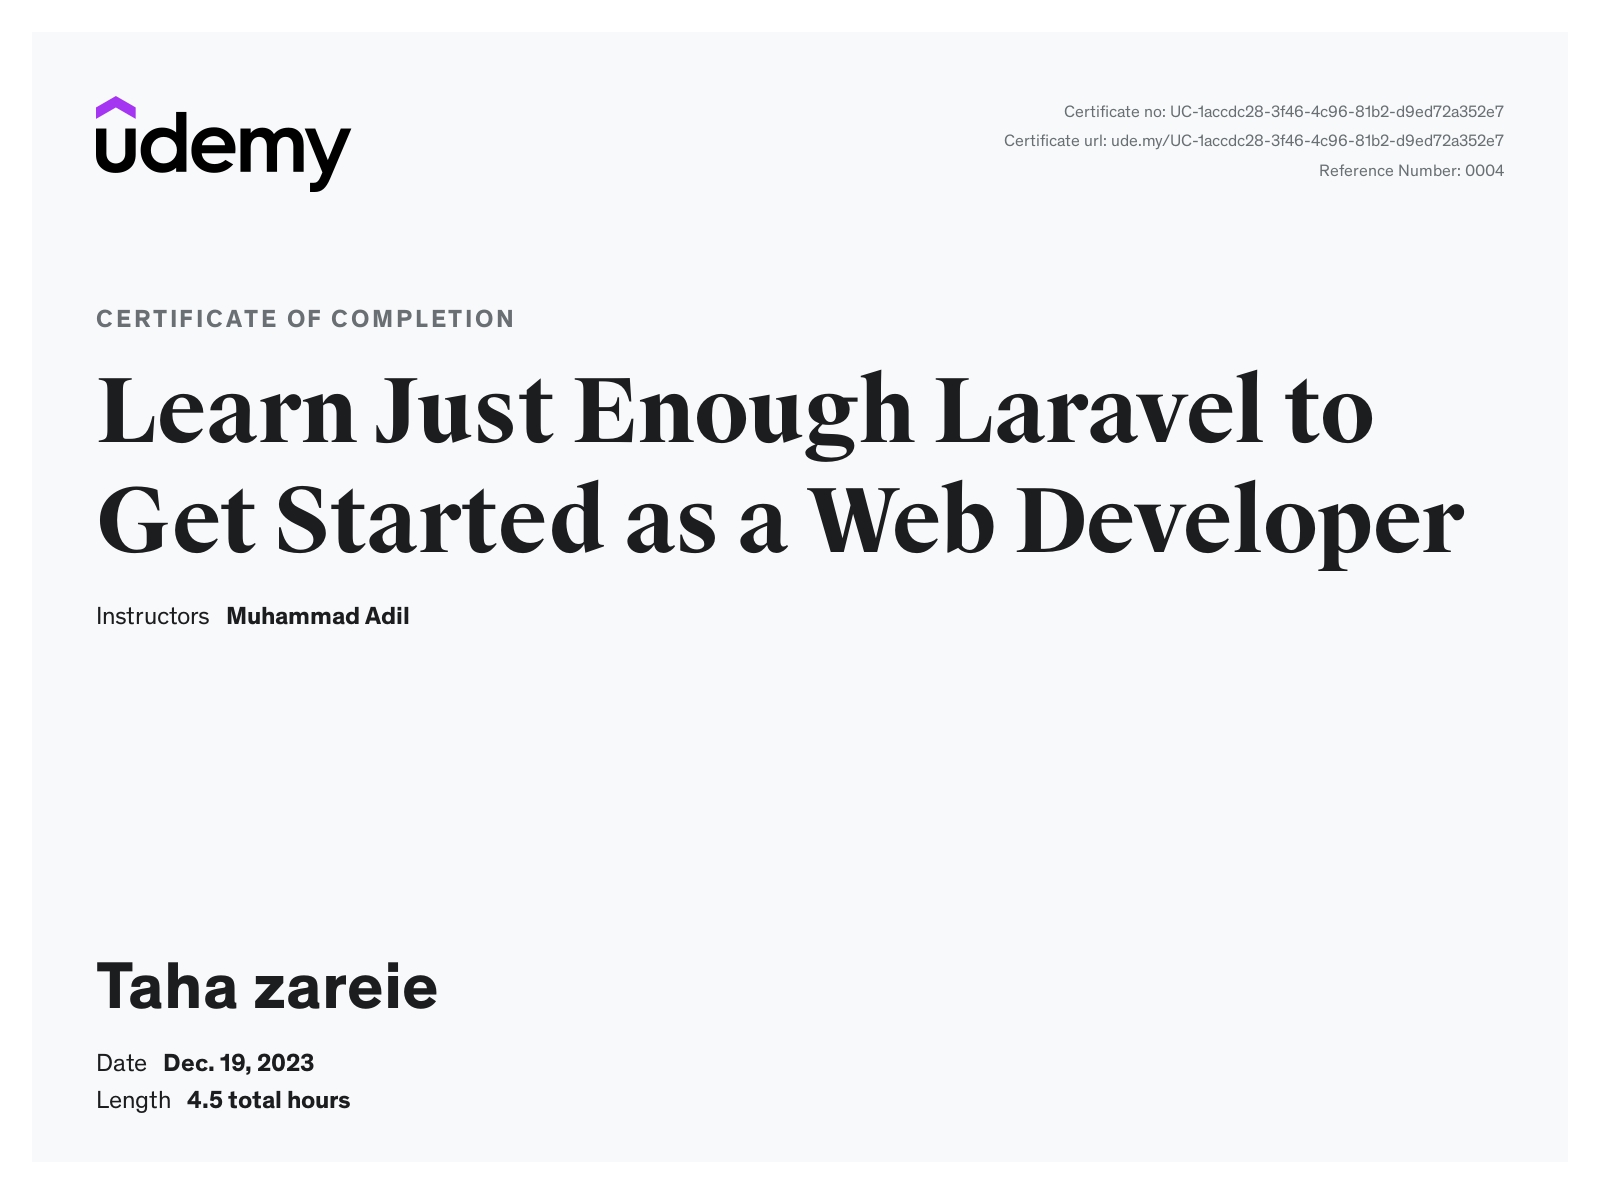 udemy
Certificate no: UC-1accdc28-3f46-4c96-81b2-d9ed72a352e7
Certificate url: ude.my/UC-1accdc28-3f46-4c96-81b2-d9ed72a352e7
Reference Number: 0004
CERTIFICATE OF COMPLETION
Learn Just Enough Laravel to
Get Started as a Web Developer
Instructors Muhammad Adil
Taha zareie
Date Dec. 19, 2023
Length 4.5 total hours